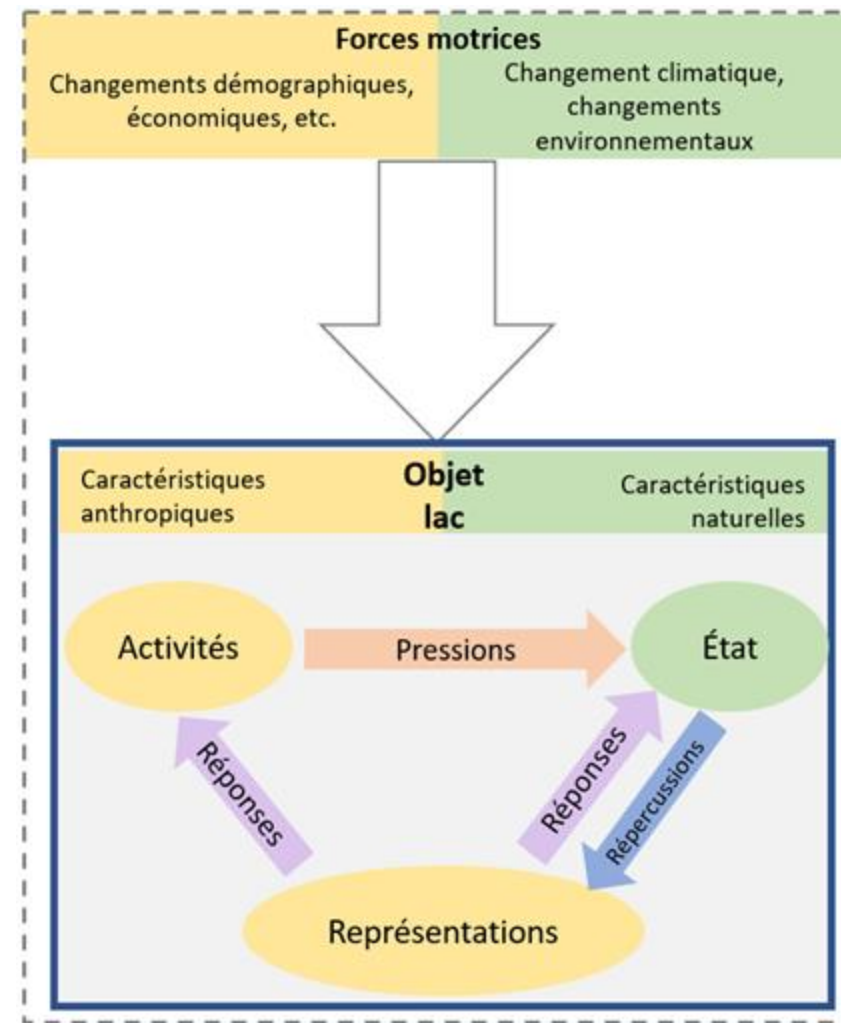 Forces motrices
Changements démographiques,
économiques, etc.
Changement climatique,
changements
environnementaux
Objet
lac
Caractéristiques
anthropiques
Caractéristiques
naturelles
Activités
Pressions
État
Réponses
Réponses
Répercussions
Représentations